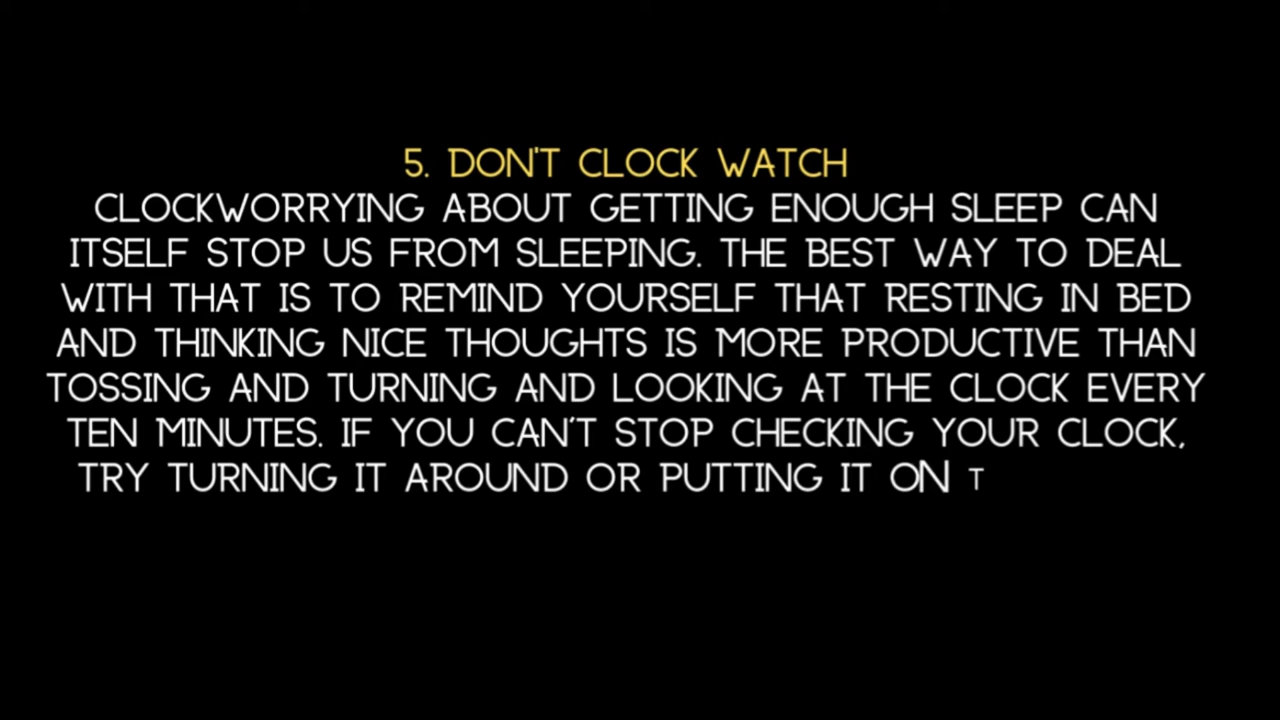 5. DON'T CLOCK WATCH
CLOCKWORRYING ABOUT GETTING ENOUGH SLEEP CAN
ITSELF STOP US FROM SLEEPING. THE BEST WAY TO DEAL
WITH THAT IS TO REMIND YOURSELF THAT RESTING IN BED
AND THINKING NICE THOUGHTS IS MORE PRODUCTIVE THAN
TOSSING AND TURNING AND LOOKING AT THE CLOCK EVERY
TEN MINUTES. IF YOU CAN'T STOP CHECKING YOUR CLOCK,
TRY TURNING IT AROUND OR PUTTING IT ON T